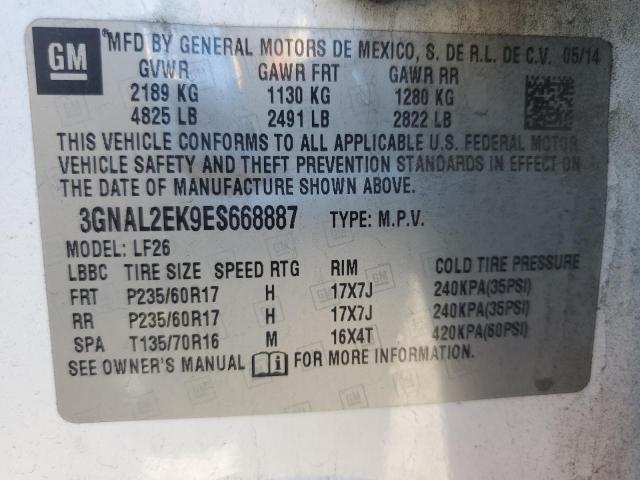 GM MFD BY GENERAL MOTORS DE MEXICO, S. DE R.L. DE C.V. 05/14
GVWR GAWR FRT GAWR RR
2189 KG 1130 KG 1280 KG
4825 LB 2491 LB 2822 LB
THIS VEHICLE CONFORMS TO ALL APPLICABLE U.S. FEDERAL MOTOR
VEHICLE SAFETY AND THEFT PREVENTION STANDARDS IN EFFECT ON
THE DATE OF MANUFACTURE SHOWN ABOVE.
3GNAL2EK9ES668887 TYPE: M.P.V.
MODEL: LF26
LBBC TIRE SIZE SPEED RTG RIM COLD TIRE PRESSURE
FRT P235/60R17 H 17X7J 240KPA(35PSI)
RR P235/60R17 H 17X7J 240KPA(35PSI)
SPA T135/70R16 M 16X4T 420KPA(60PSI)
SEE OWNER'S MANUAL FOR MORE INFORMATION.